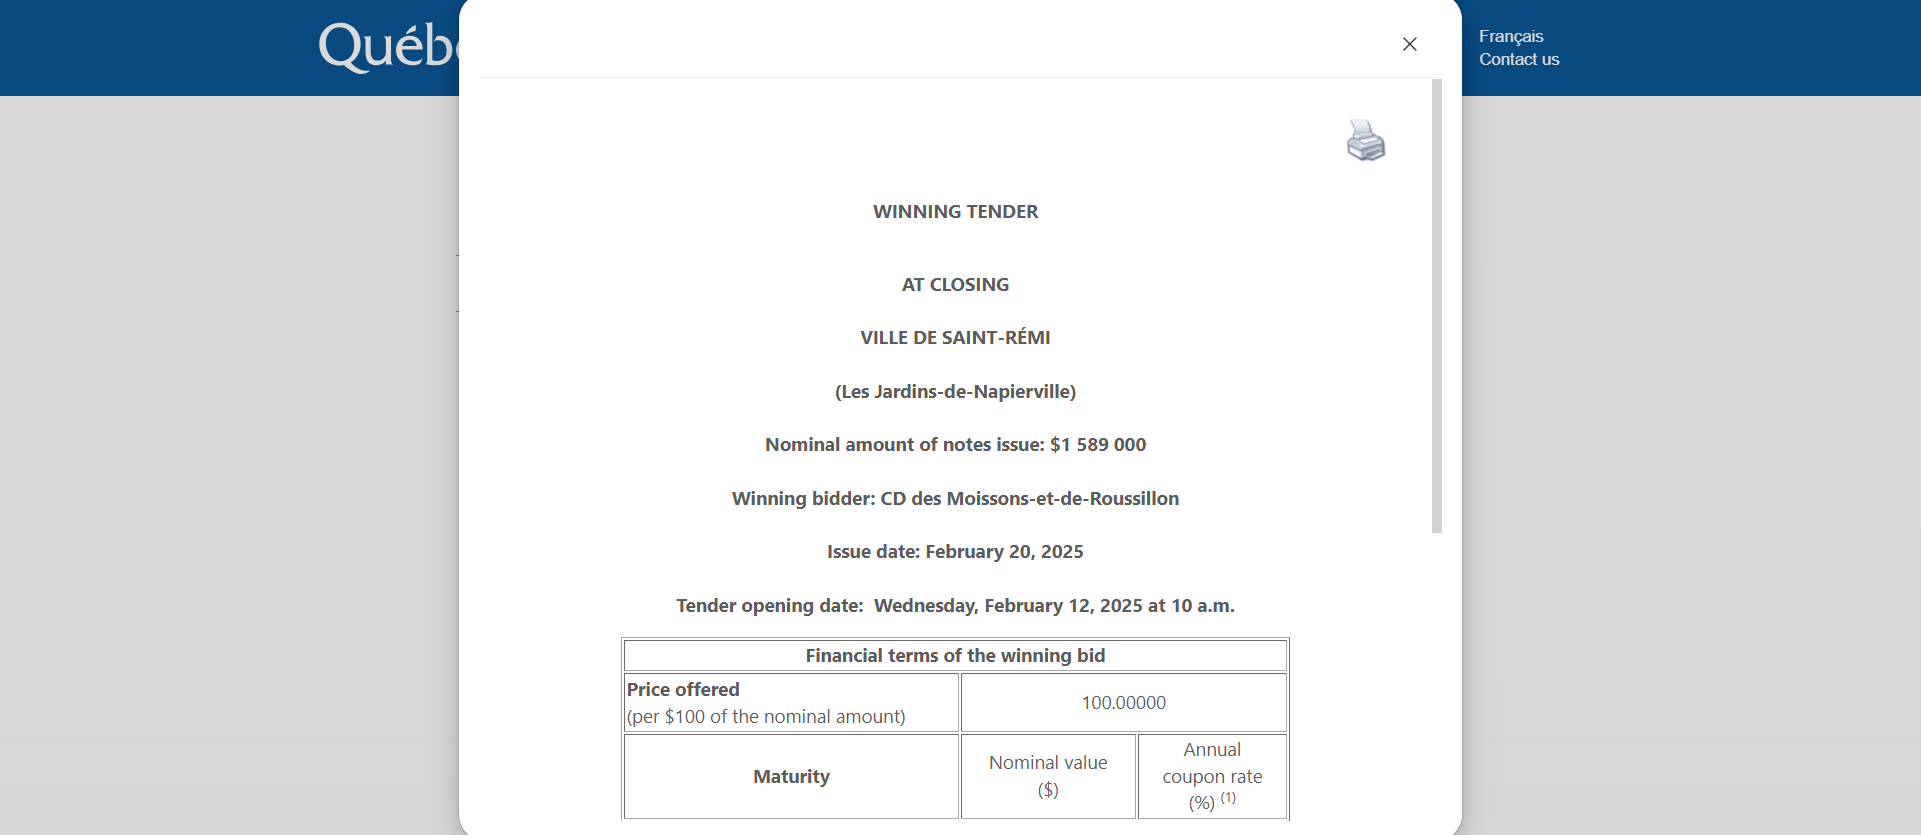 Québ
Français
Contact us
WINNING TENDER
AT CLOSING
VILLE DE SAINT-RÉMI
(Les Jardins-de-Napierville)
Nominal amount of notes issue: $1 589 000
Winning bidder: CD des Moissons-et-de-Roussillon
Issue date: February 20, 2025
Tender opening date:  Wednesday, February 12, 2025 at 10 a.m.
Financial terms of the winning bid
Price offered
(per $100 of the nominal amount)
100.00000
Maturity
Nominal value
($)
Annual
coupon rate
(%) (1)